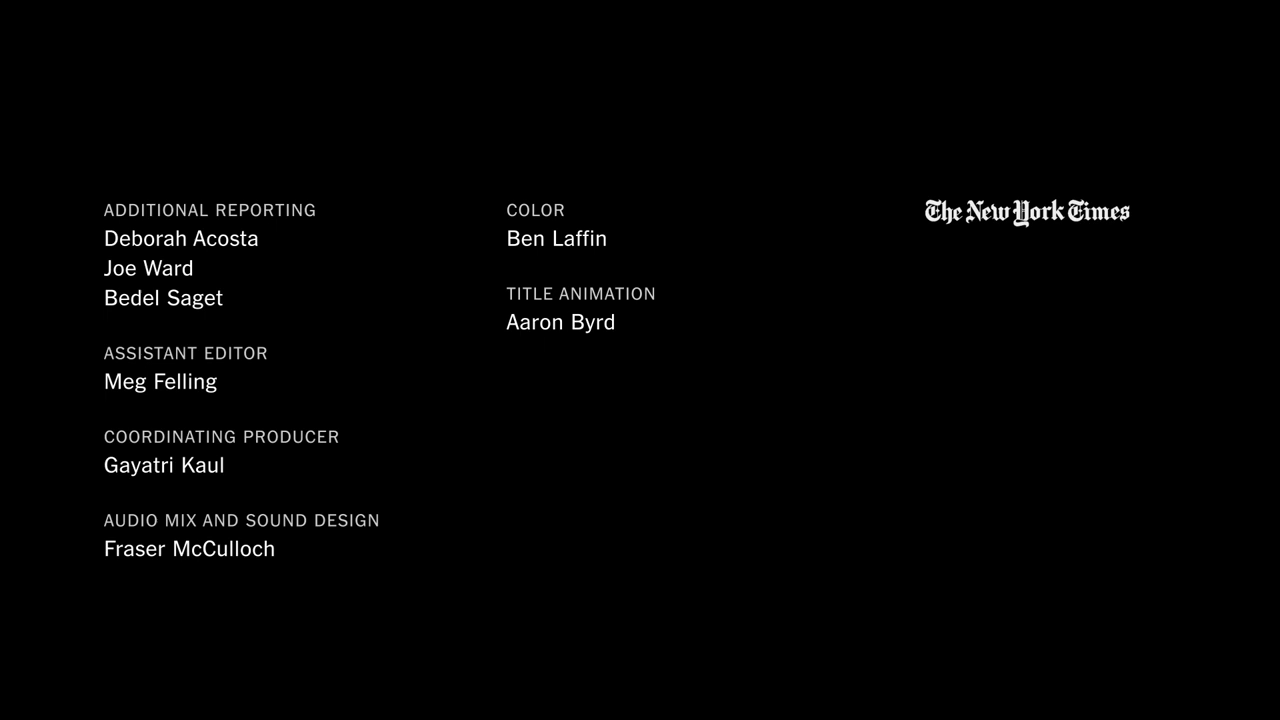 ADDITIONAL REPORTING
Deborah Acosta
Joe Ward
Bedel Saget
ASSISTANT EDITOR
Meg Felling
COORDINATING PRODUCER
Gayatri Kaul
AUDIO MIX AND SOUND DESIGN
Fraser McCulloch
COLOR
Ben Laffin
TITLE ANIMATION
Aaron Byrd
The New York Times